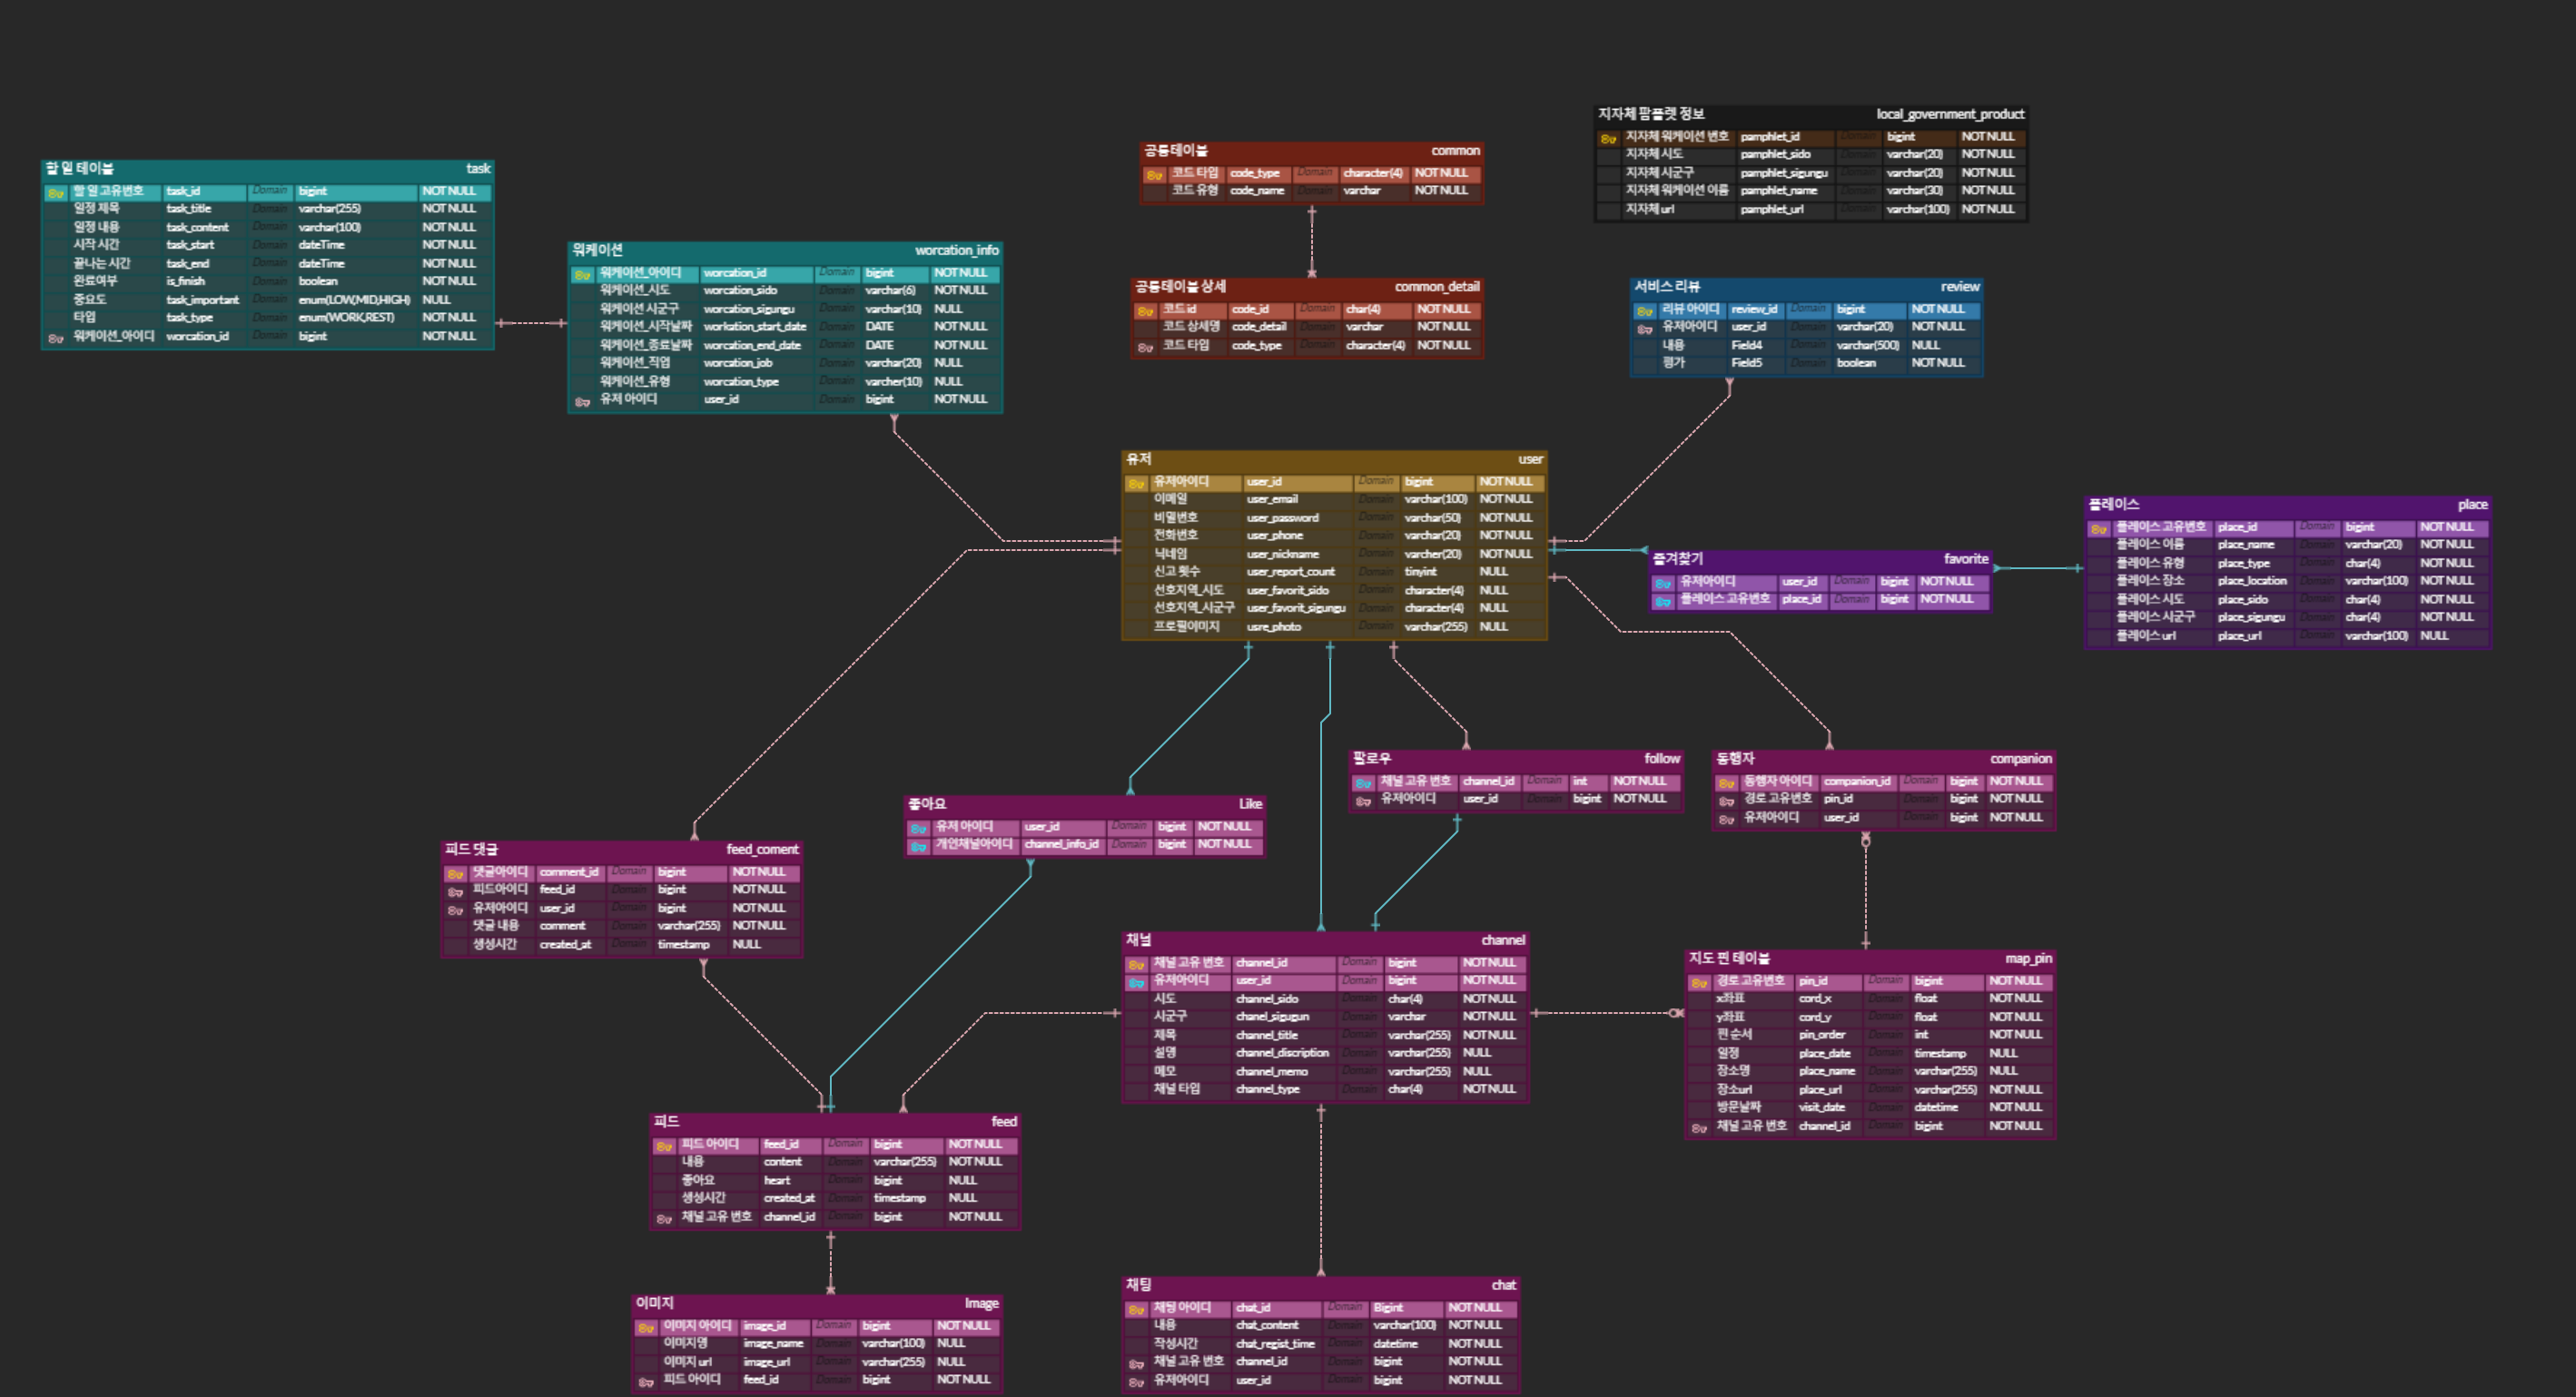 할 일 테이블 task
할 일 고유번호 task_id Domain bigint NOT NULL
일정 제목 task_title Domain varchar(255) NOT NULL
일정 내용 task_content Domain varchar(100) NOT NULL
시작 시간 task_start Domain dateTime NOT NULL
끝나는 시간 task_end Domain dateTime NOT NULL
완료여부 is_finish Domain boolean NOT NULL
중요도 task_important Domain enum(LOW,MID,HIGH) NULL
타입 task_type Domain enum(WORK,REST) NOT NULL
워케이션_아이디 worcation_id Domain bigint NOT NULL
워케이션 worcation_info
워케이션_아이디 worcation_id Domain bigint NOT NULL
워케이션_시도 worcation_sido Domain varchar(6) NOT NULL
워케이션 시군구 worcation_sigungu Domain varchar(10) NULL
워케이션_시작날짜 workation_start_date Domain DATE NOT NULL
워케이션_종료날짜 worcation_end_date Domain DATE NOT NULL
워케이션_직업 worcation_job Domain varchar(20) NULL
워케이션_유형 worcation_type Domain varcher(10) NULL
유저 아이디 user_id Domain bigint NOT NULL
공통테이블 common
코드 타입 code_type Domain character(4) NOT NULL
코드 유형 code_name Domain varchar NOT NULL
공통테이블 상세 common_detail
코드 id code_id Domain char(4) NOT NULL
코드 상세명 code_detail Domain varchar NOT NULL
코드 타입 code_type Domain character(4) NOT NULL
지자체 팜플렛 정보 local_government_product
지자체 워케이션 번호 pamphlet_id Domain bigint NOT NULL
지자체 시도 pamphlet_sido Domain varchar(20) NOT NULL
지자체 시군구 pamphlet_sigungu Domain varchar(20) NOT NULL
지자체 워케이션 이름 pamphlet_name Domain varchar(30) NOT NULL
지자체 url pamphlet_url Domain varchar(100) NOT NULL
서비스 리뷰 review
리뷰 아이디 review_id Domain bigint NOT NULL
유저아이디 user_id Domain varchar(20) NOT NULL
내용 Field4 Domain varchar(500) NULL
평가 Field5 Domain boolean NOT NULL
유저 user
유저아이디 user_id Domain bigint NOT NULL
이메일 user_email Domain varchar(100) NOT NULL
비밀번호 user_password Domain varchar(50) NOT NULL
전화번호 user_phone Domain varchar(20) NOT NULL
닉네임 user_nickname Domain varcher(20) NOT NULL
신고 횟수 user_report_count Domain tinyint NULL
선호지역_시도 user_favorit_sido Domain character(4) NULL
선호지역_시군구 user_favorit_sigungu Domain character(4) NULL
프로필이미지 usre_photo Domain varchar(255) NULL
즐겨찾기 favorite
유저아이디 user_id Domain bigint NOT NULL
플레이스 고유번호 place_id Domain bigint NOT NULL
플레이스 place
플레이스 고유번호 place_id Domain bigint NOT NULL
플레이스 이름 place_name Domain varchar(20) NOT NULL
플레이스 유형 place_type Domain char(4) NOT NULL
플레이스 장소 place_location Domain varchar(100) NOT NULL
플레이스 시도 place_sido Domain char(4) NOT NULL
플레이스 시군구 place_sigungu Domain char(4) NOT NULL
플레이스 url place_url Domain varchar(100) NULL
팔로우 follow
채널 고유 번호 channel_id Domain int NOT NULL
유저아이디 user_id Domain bigint NOT NULL
동행자 companion
동행자 아이디 companion_id Domain bigint NOT NULL
경로 고유번호 pin_id Domain bigint NOT NULL
유저아이디 user_id Domain bigint NOT NULL
좋아요 Like
유저 아이디 user_id Domain bigint NOT NULL
개인채널아이디 channel_info_id Domain bigint NOT NULL
피드 댓글 feed_coment
댓글아이디 comment_id Domain bigint NOT NULL
피드아이디 feed_id Domain bigint NOT NULL
유저아이디 user_id Domain bigint NOT NULL
댓글 내용 comment Domain varchar(255) NOT NULL
생성시간 created_at Domain timestamp NULL
채널 channel
채널 고유 번호 channel_id Domain bigint NOT NULL
유저아이디 user_id Domain bigint NOT NULL
시도 channel_sido Domain char(4) NOT NULL
시군구 chanel_sigugun Domain varchar NOT NULL
제목 channel_title Domain varchar(255) NOT NULL
설명 channel_discription Domain varchar(255) NULL
메모 channel_memo Domain varchar(255) NULL
채널 타입 channel_type Domain char(4) NOT NULL
지도 핀 테이블 map_pin
경로 고유번호 pin_id Domain bigint NOT NULL
x좌표 cord_x Domain float NOT NULL
y좌표 cord_y Domain float NOT NULL
핀 순서 pin_order Domain int NOT NULL
일정 place_date Domain timestamp NULL
장소명 place_name Domain varchar(255) NULL
장소url place_url Domain varchar(255) NOT NULL
방문날짜 visit_date Domain datetime NOT NULL
채널 고유 번호 channel_id Domain bigint NOT NULL
피드 feed
피드 아이디 feed_id Domain bigint NOT NULL
내용 content Domain varchar(255) NOT NULL
좋아요 heart Domain bigint NULL
생성시간 created_at Domain timestamp NULL
채널 고유 번호 channel_id Domain bigint NOT NULL
이미지 Image
이미지 아이디 image_id Domain bigint NOT NULL
이미지명 image_name Domain varchar(100) NULL
이미지 url image_url Domain varchar(255) NULL
피드 아이디 feed_id Domain bigint NOT NULL
채팅 chat
채팅 아이디 chat_id Domain Bigint NOT NULL
내용 chat_content Domain varchar(100) NOT NULL
작성시간 chat_regist_time Domain datetime NOT NULL
채널 고유 번호 channel_id Domain bigint NOT NULL
유저아이디 user_id Domain bigint NOT NULL